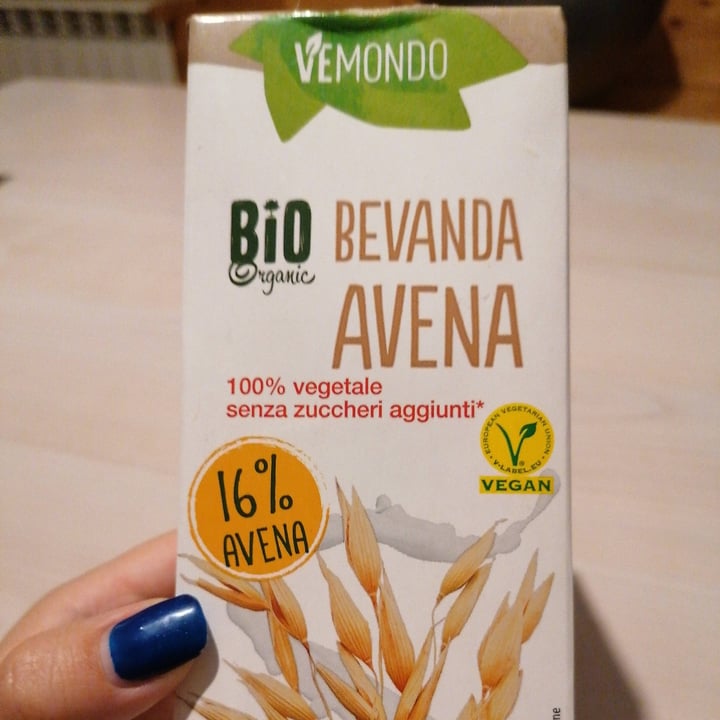 VEMONDO
BiO
Organic
BEVANDA
AVENA
100% vegetale
senza zuccheri aggiunti*
EUROPEAN VEGETARIAN UNION
V-LABEL.EU
VEGAN
16%
AVENA